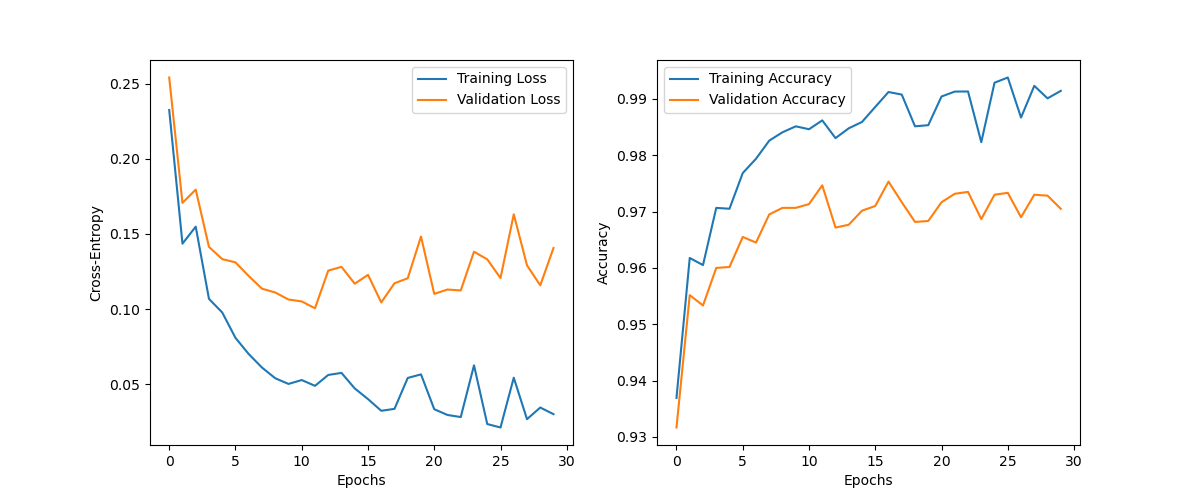 Training Loss
Validation Loss
0.25
0.20
0.15
0.10
0.05
Cross-Entropy
0 5 10 15 20 25 30
Epochs
Training Accuracy
Validation Accuracy
0.99
0.98
0.97
0.96
0.95
0.94
0.93
Accuracy
0 5 10 15 20 25 30
Epochs